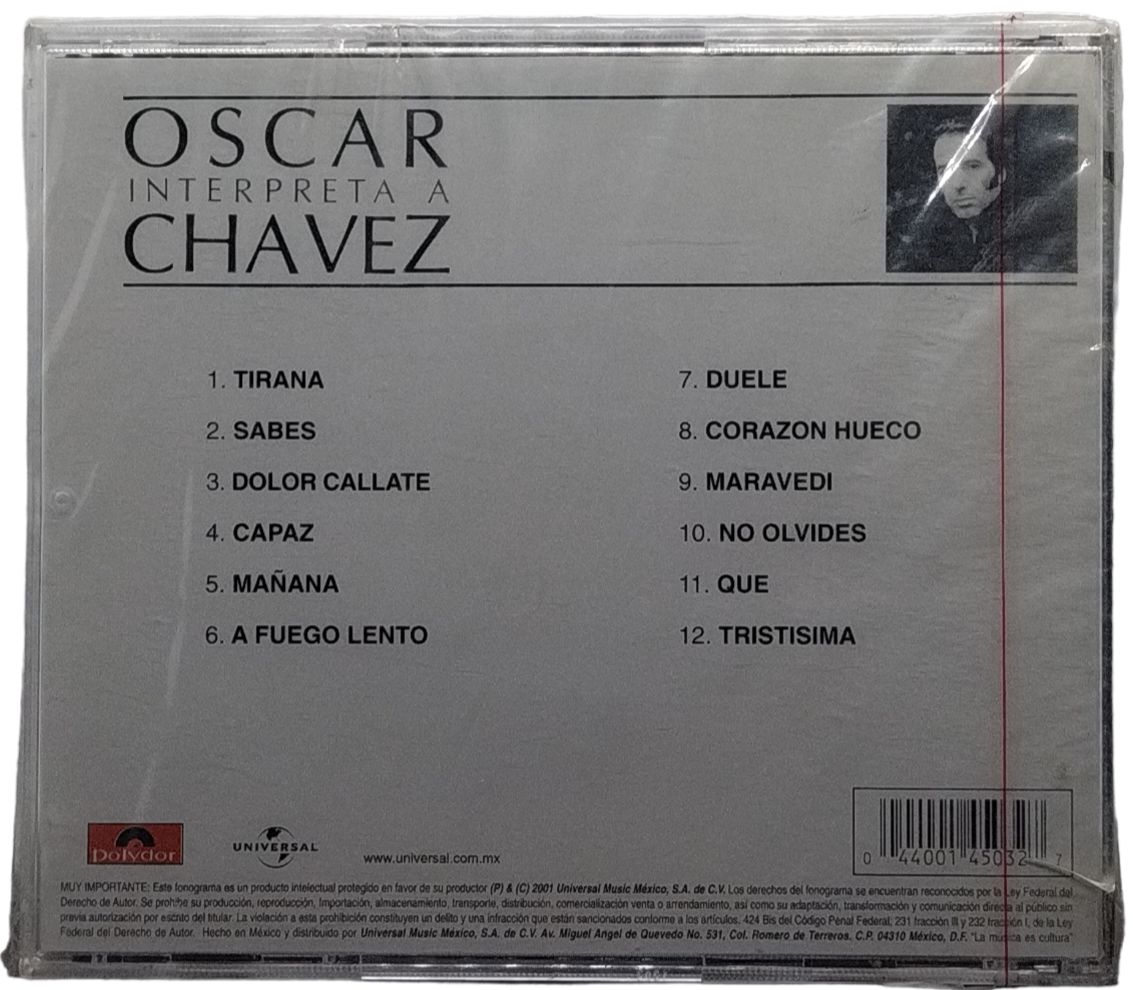 OSCAR
INTERPRETA A
CHAVEZ
1. TIRANA
2. SABES
3. DOLOR CALLATE
4. CAPAZ
5. MAÑANA
6. A FUEGO LENTO
7. DUELE
8. CORAZON HUECO
9. MARAVEDI
10. NO OLVIDES
11. QUE
12. TRISTISIMA
Polydor
UNIVERSAL
www.universal.com.mx
0 44001 45032 7
MUY IMPORTANTE: Este fonograma es un producto intelectual protegido en favor de su productor (P) & (C) 2001 Universal Music México, S.A. de C.V. Los derechos del fonograma se encuentran reconocidos por la Ley Federal del
Derecho de Autor. Se prohibe su producción, reproducción, Importación, almacenamiento, transporte, distribución, comercialización venta o arrendamiento, así como su adaptación, transformación y comunicación directa al público sin
previa autorización por escrito del titular. La violación a esta prohibición constituyen un delito y una infracción que están sancionados conforme a los artículos. 424 Bis del Código Penal Federal; 231 fracción III y 232 fracción I, de la Ley
Federal del Derecho de Autor. Hecho en México y distribuido por Universal Music México, S.A. de C.V. Av. Miguel Angel de Quevedo No. 531, Col. Romero de Terreros. C.P. 04310 México, D.F. "La música es cultura"